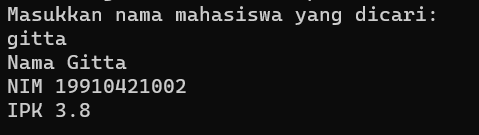 Masukkan nama mahasiswa yang dicari:
gitta
Nama Gitta
NIM 19910421002
IPK 3.8